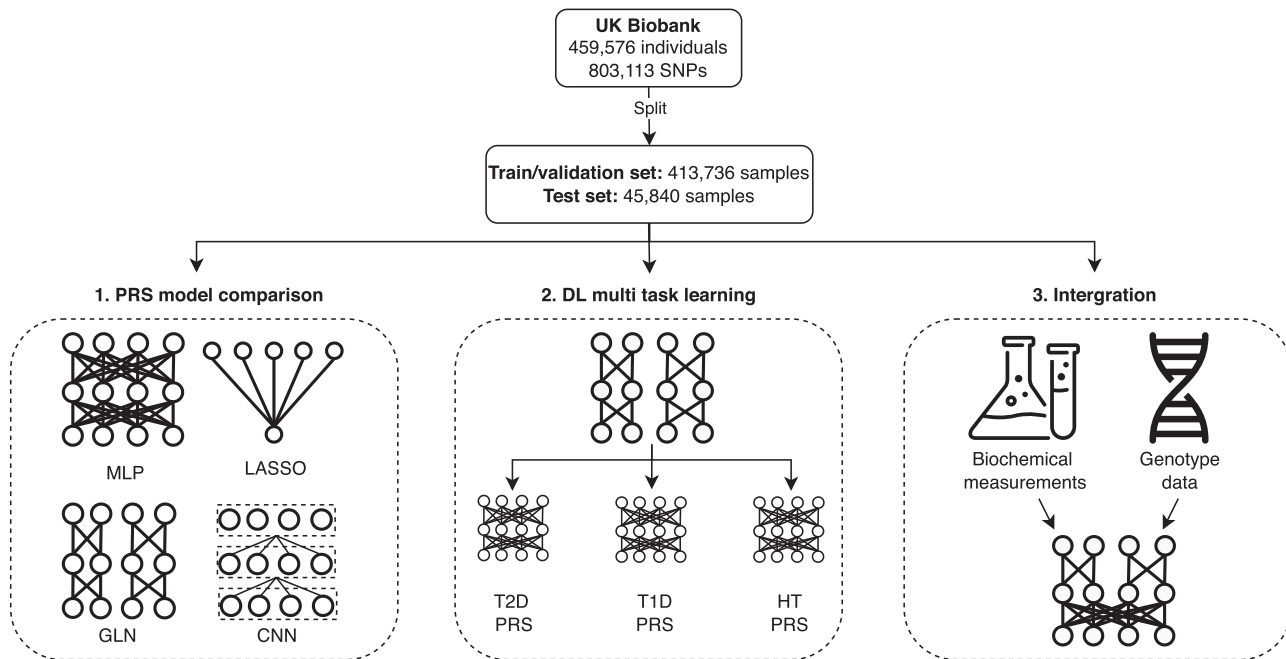 UK Biobank
459,576 individuals
803,113 SNPs
Split
Train/validation set: 413,736 samples
Test set: 45,840 samples
1. PRS model comparison
MLP
LASSO
GLN
CNN
2. DL multi task learning
T2D
PRS
T1D
PRS
HT
PRS
3. Intergration
Biochemical
measurements
Genotype
data